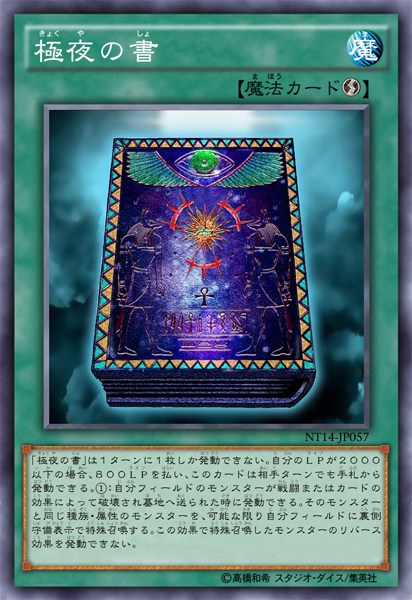 極夜の書
きょく や しょ
魔
【魔法カード】
ま ほう
NT14-JP057
「極夜の書」は1ターンに1枚しか発動できない。自分のLPが2000
以下の場合、800LPを払い、このカードは相手ターンでも手札から
発動できる。①：自分フィールドのモンスターが戦闘またはカードの
効果によって破壊され墓地へ送られた時に発動できる。そのモンスター
と同じ種族・属性のモンスターを、可能な限り自分フィールドに裏側
守備表示で特殊召喚する。この効果で特殊召喚したモンスターのリバース
効果を発動できない。
©高橋和希 スタジオ・ダイス/集英社